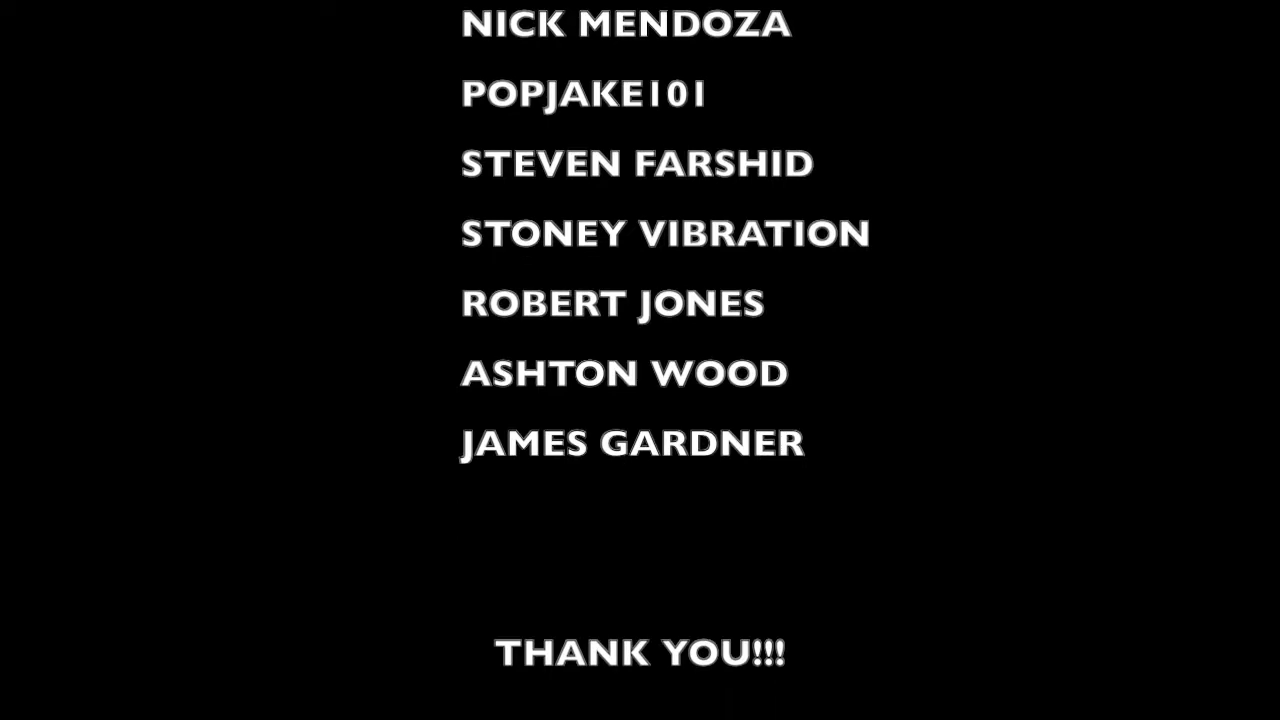 NICK MENDOZA
POPJAKE101
STEVEN FARSHID
STONEY VIBRATION
ROBERT JONES
ASHTON WOOD
JAMES GARDNER
THANK YOU!!!